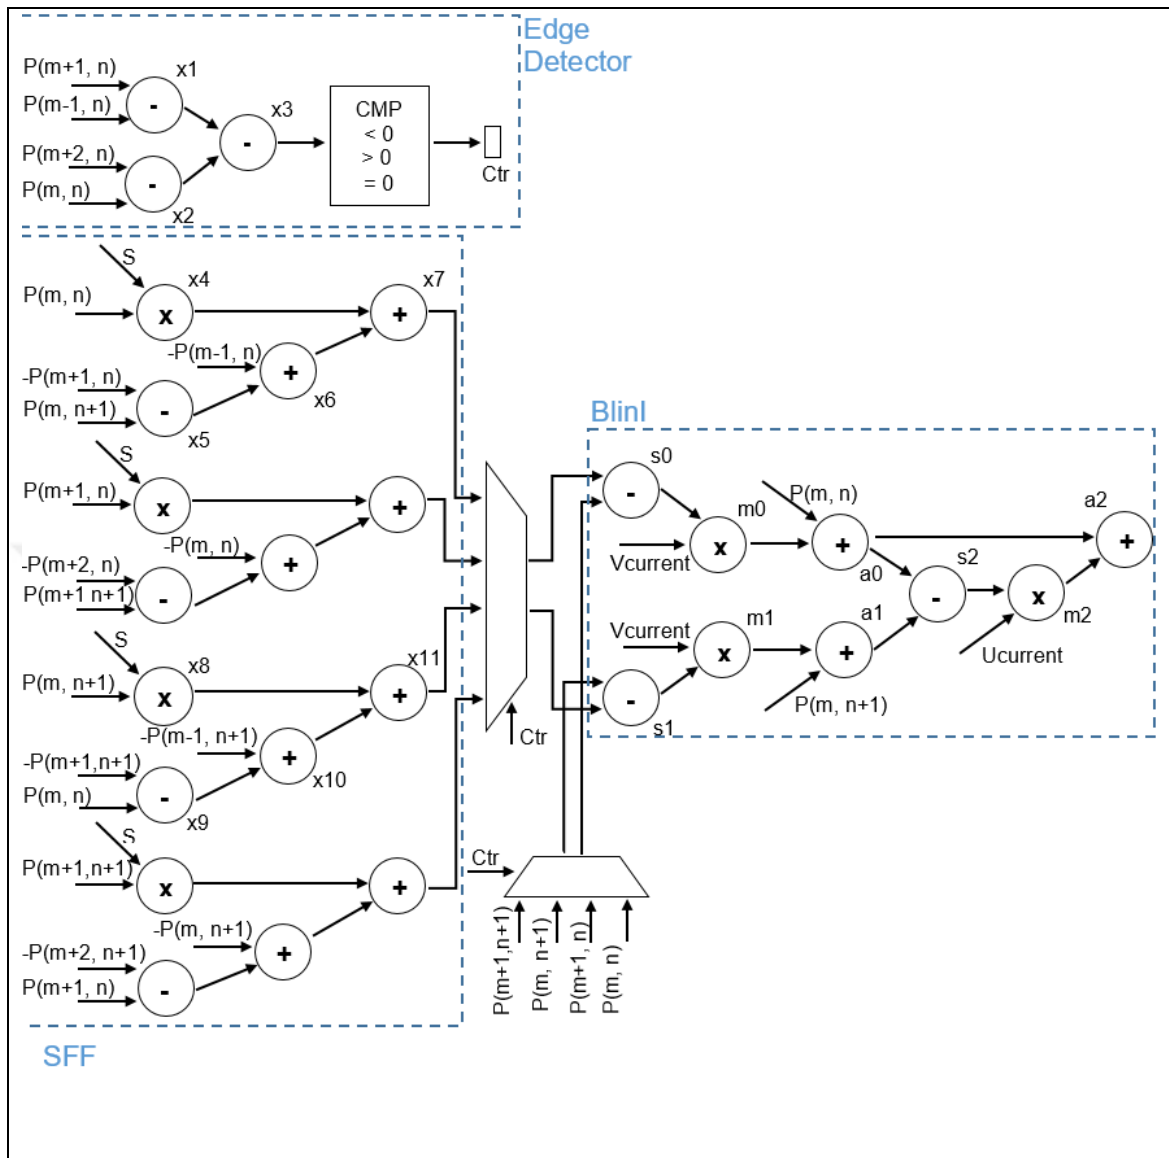 Edge
Detector
P(m+1, n)
x1
P(m-1, n)
-
x3
-
CMP
< 0
> 0
= 0
Ctr
P(m+2, n)
P(m, n)
-
x2
S
x4
x7
P(m, n)
x
+
-P(m-1, n)
+
-P(m+1, n)
P(m, n+1)
-
x6
x5
S
P(m+1, n)
x
+
-P(m, n)
+
-P(m+2, n)
P(m+1 n+1)
-
S
x8
x11
P(m, n+1)
x
+
-P(m-1, n+1)
+
-P(m+1,n+1)
P(m, n)
-
x10
x9
S
P(m+1,n+1)
x
+
-P(m, n+1)
+
-P(m+2, n+1)
P(m+1, n)
-
SFF
Ctr
Ctr
P(m+1,n+1)
P(m, n+1)
P(m+1, n)
P(m, n)
BlinI
s0
-
P(m, n)
m0
a2
x
+
+
Vcurrent
a0
s2
-
x
m2
Vcurrent
m1
a1
x
+
Ucurrent
-
s1
P(m, n+1)